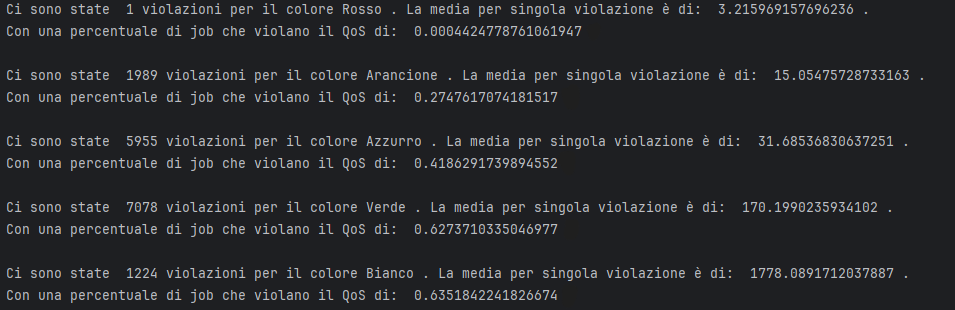 Ci sono state  1 violazioni per il colore Rosso . La media per singola violazione è di:  3.215969157696236 .
Con una percentuale di job che violano il QoS di:  0.0004424778761061947
Ci sono state  1989 violazioni per il colore Arancione . La media per singola violazione è di:  15.05475728733163 .
Con una percentuale di job che violano il QoS di:  0.2747617074181517
Ci sono state  5955 violazioni per il colore Azzurro . La media per singola violazione è di:  31.68536830637251 .
Con una percentuale di job che violano il QoS di:  0.4186291739894552
Ci sono state  7078 violazioni per il colore Verde . La media per singola violazione è di:  170.1990235934102 .
Con una percentuale di job che violano il QoS di:  0.6273710335046977
Ci sono state  1224 violazioni per il colore Bianco . La media per singola violazione è di:  1778.0891712037887 .
Con una percentuale di job che violano il QoS di:  0.6351842241826674